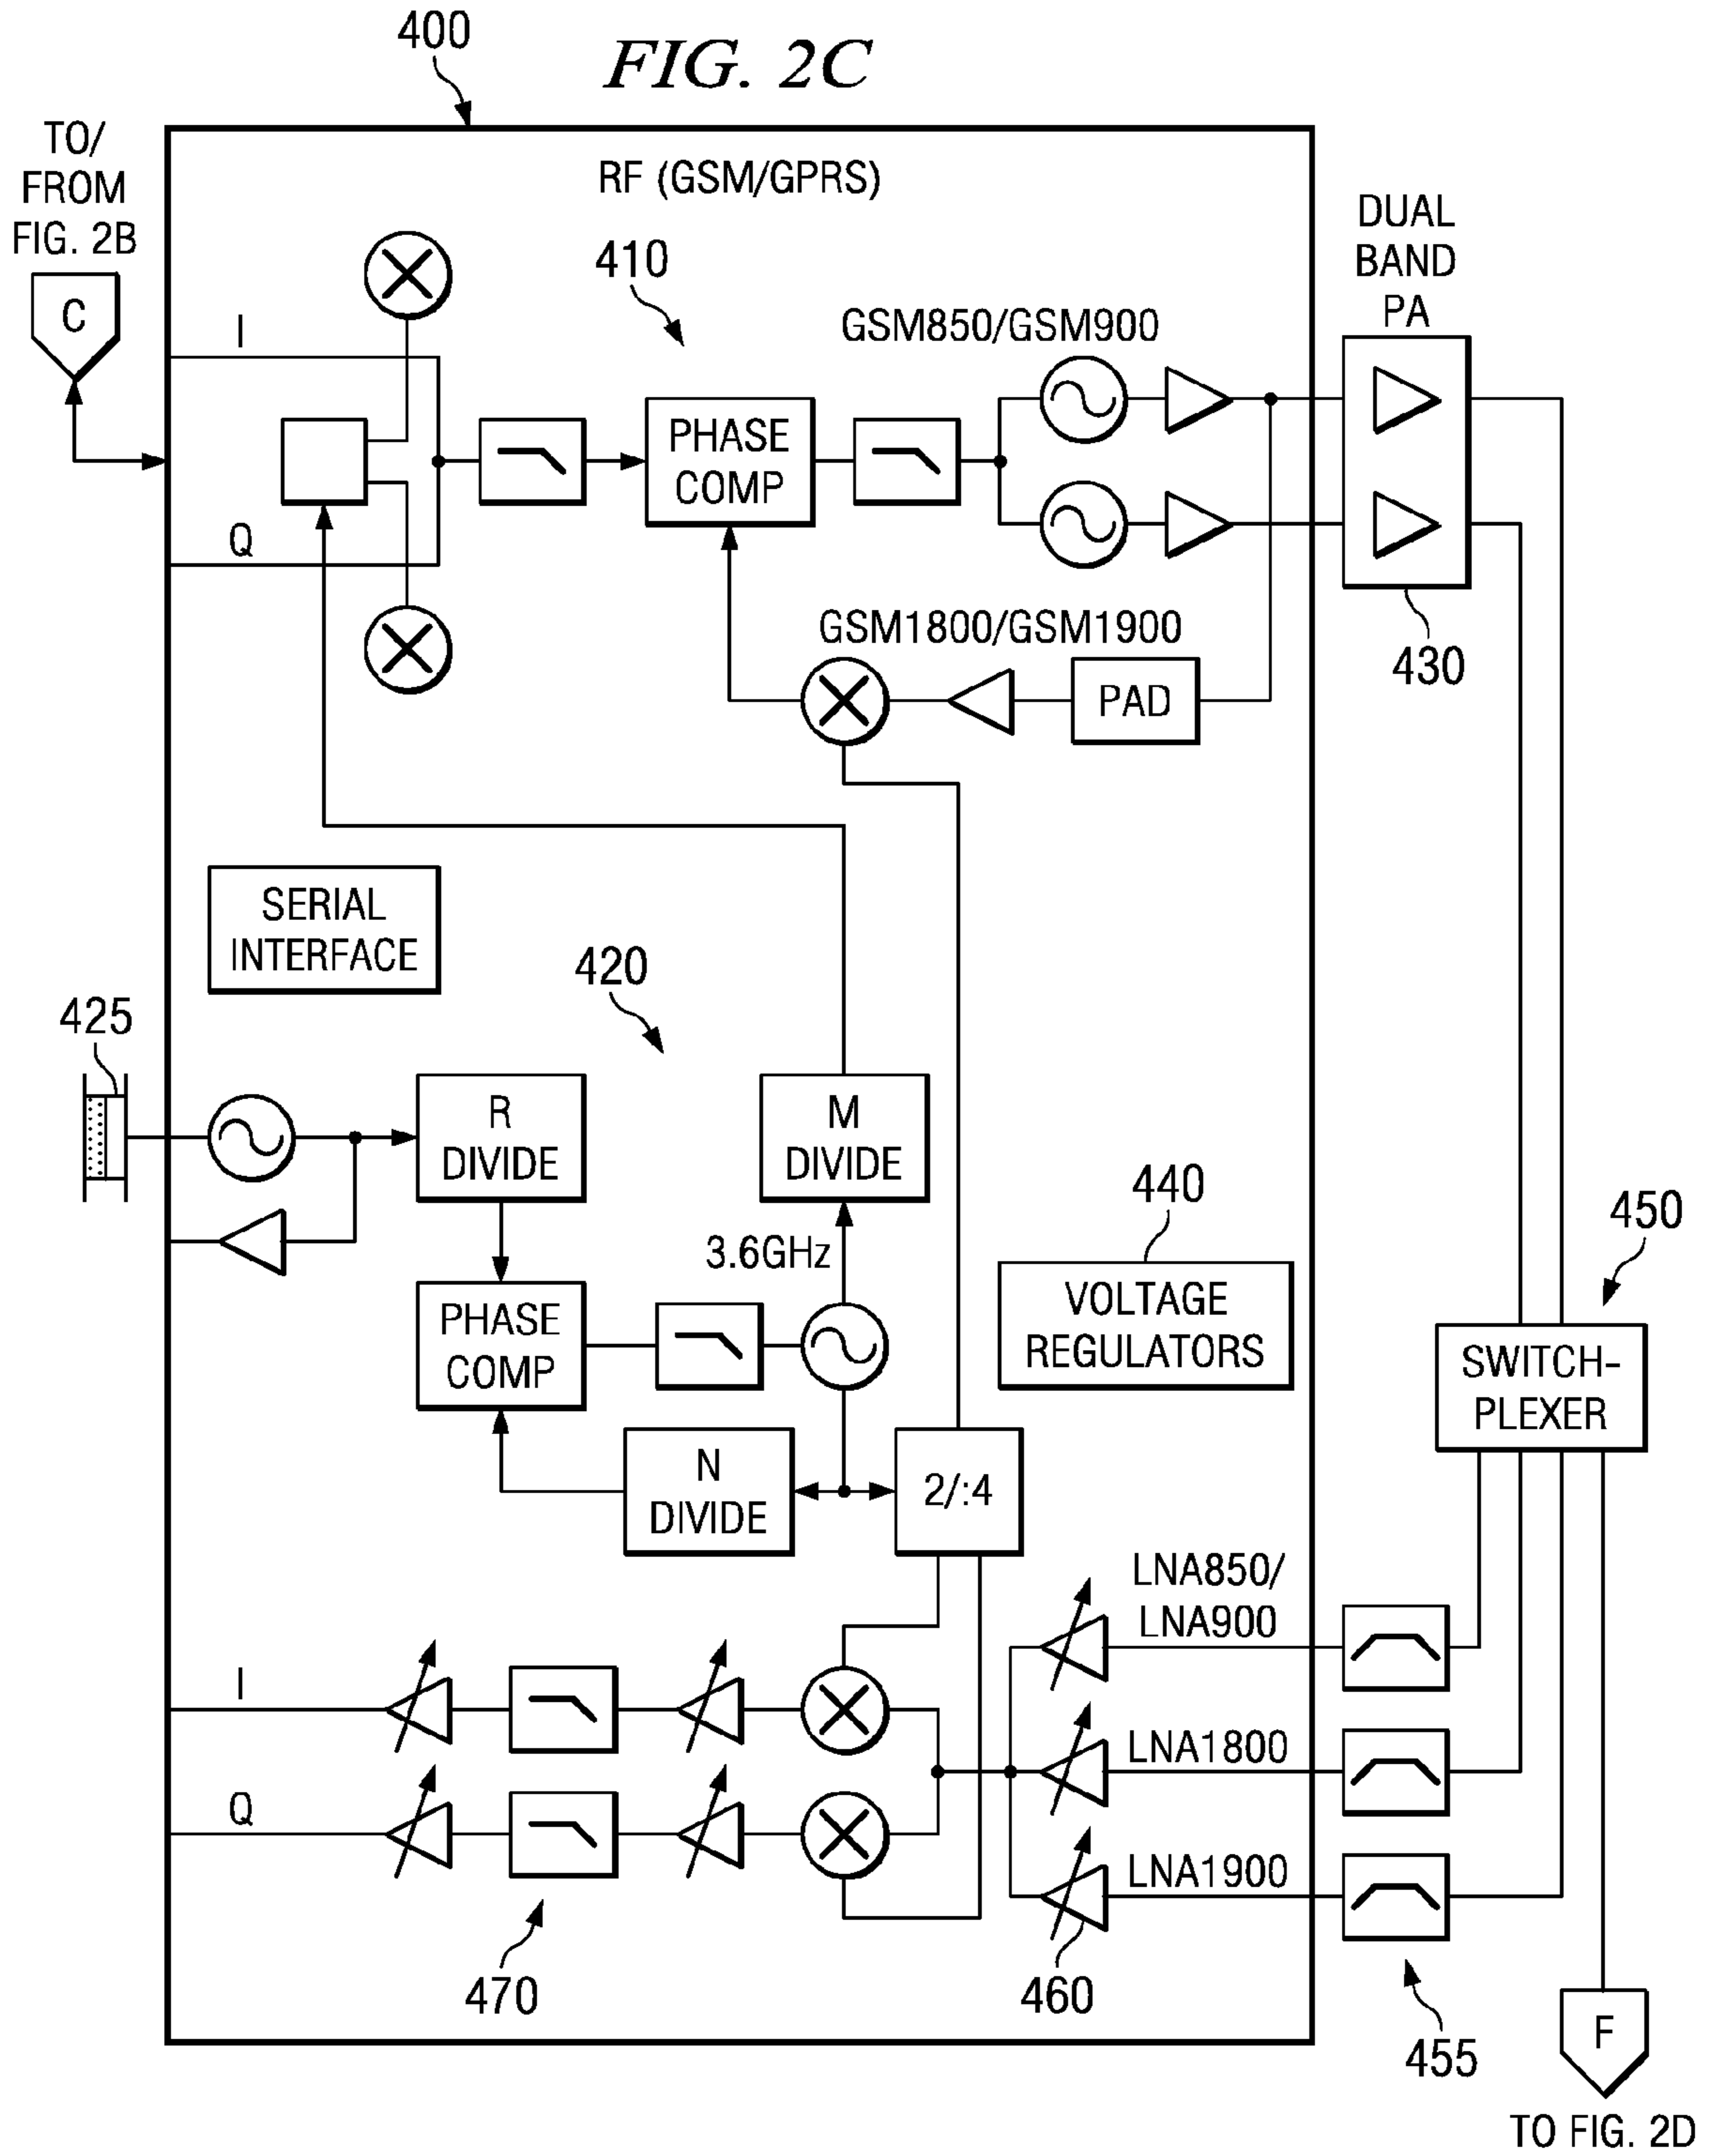 400
FIG. 2C
TO/
FROM
FIG. 2B
C
RF (GSM/GPRS)
410
DUAL
BAND
PA
I
GSM850/GSM900
PHASE
COMP
Q
GSM1800/GSM1900
430
PAD
SERIAL
INTERFACE
420
425
R
DIVIDE
M
DIVIDE
440
450
3.6GHz
PHASE
COMP
VOLTAGE
REGULATORS
SWITCH-
PLEXER
N
DIVIDE
2/:4
LNA850/
LNA900
I
LNA1800
Q
LNA1900
470
460
455
F
TO FIG. 2D